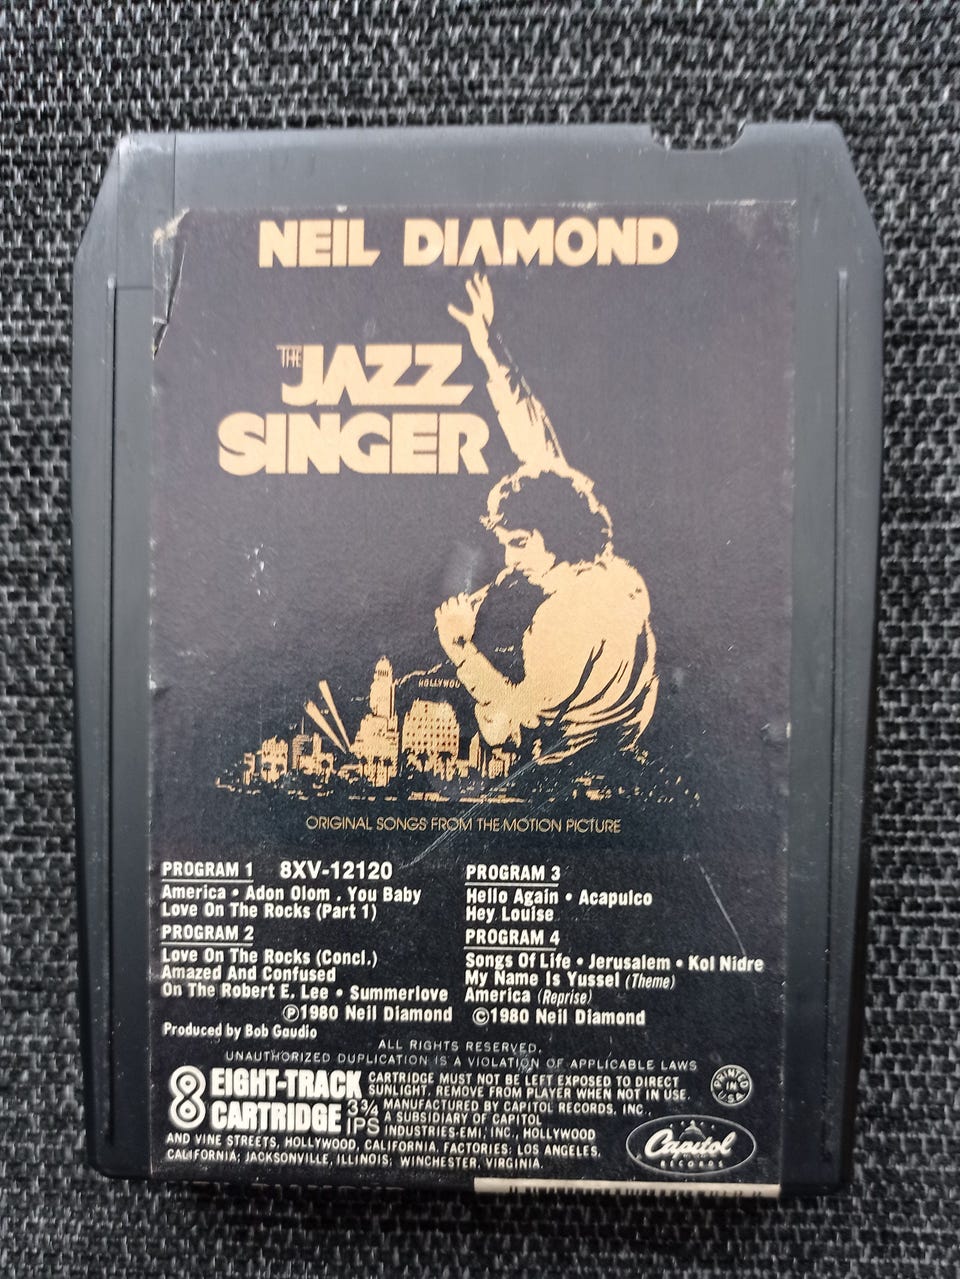 NEIL DIAMOND
THE JAZZ
SINGER
HOLLYWOO
ORIGINAL SONGS FROM THE MOTION PICTURE
PROGRAM 1 8XV-12120
America • Adon Olom . You Baby
Love On The Rocks (Part 1)
PROGRAM 2
Love On The Rocks (Concl.)
Amazed And Confused
On The Robert E. Lee • Summerlove
PROGRAM 3
Hello Again • Acapulco
Hey Louise
PROGRAM 4
Songs Of Life • Jerusalem • Kol Nidre
My Name Is Yussel (Theme)
America (Reprise)
Ⓟ1980 Neil Diamond ©1980 Neil Diamond
Produced by Bob Gaudio
ALL RIGHTS RESERVED.
UNAUTHORIZED DUPLICATION IS A VIOLATION OF APPLICABLE LAWS
8 EIGHT-TRACK
CARTRIDGE 3¾ IPS
CARTRIDGE MUST NOT BE LEFT EXPOSED TO DIRECT
SUNLIGHT. REMOVE FROM PLAYER WHEN NOT IN USE.
MANUFACTURED BY CAPITOL RECORDS, INC.,
A SUBSIDIARY OF CAPITOL
INDUSTRIES-EMI, INC., HOLLYWOOD
AND VINE STREETS, HOLLYWOOD, CALIFORNIA. FACTORIES: LOS ANGELES,
CALIFORNIA; JACKSONVILLE, ILLINOIS; WINCHESTER, VIRGINIA.
PRINTED IN U.S.A.
Capitol
RECORDS